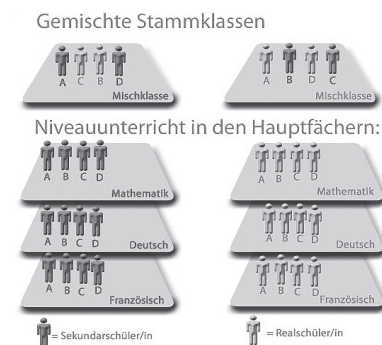 Gemischte Stammklassen
A C B D
Mischklasse
A B D C
Mischklasse
Niveauunterricht in den Hauptfächern:
A B C D
Mathematik
A B C D
Mathematik
A B C D
Deutsch
A B C D
Deutsch
A B C D
Französisch
A B C D
Französisch
= Sekundarschüler/in
= Realschüler/in